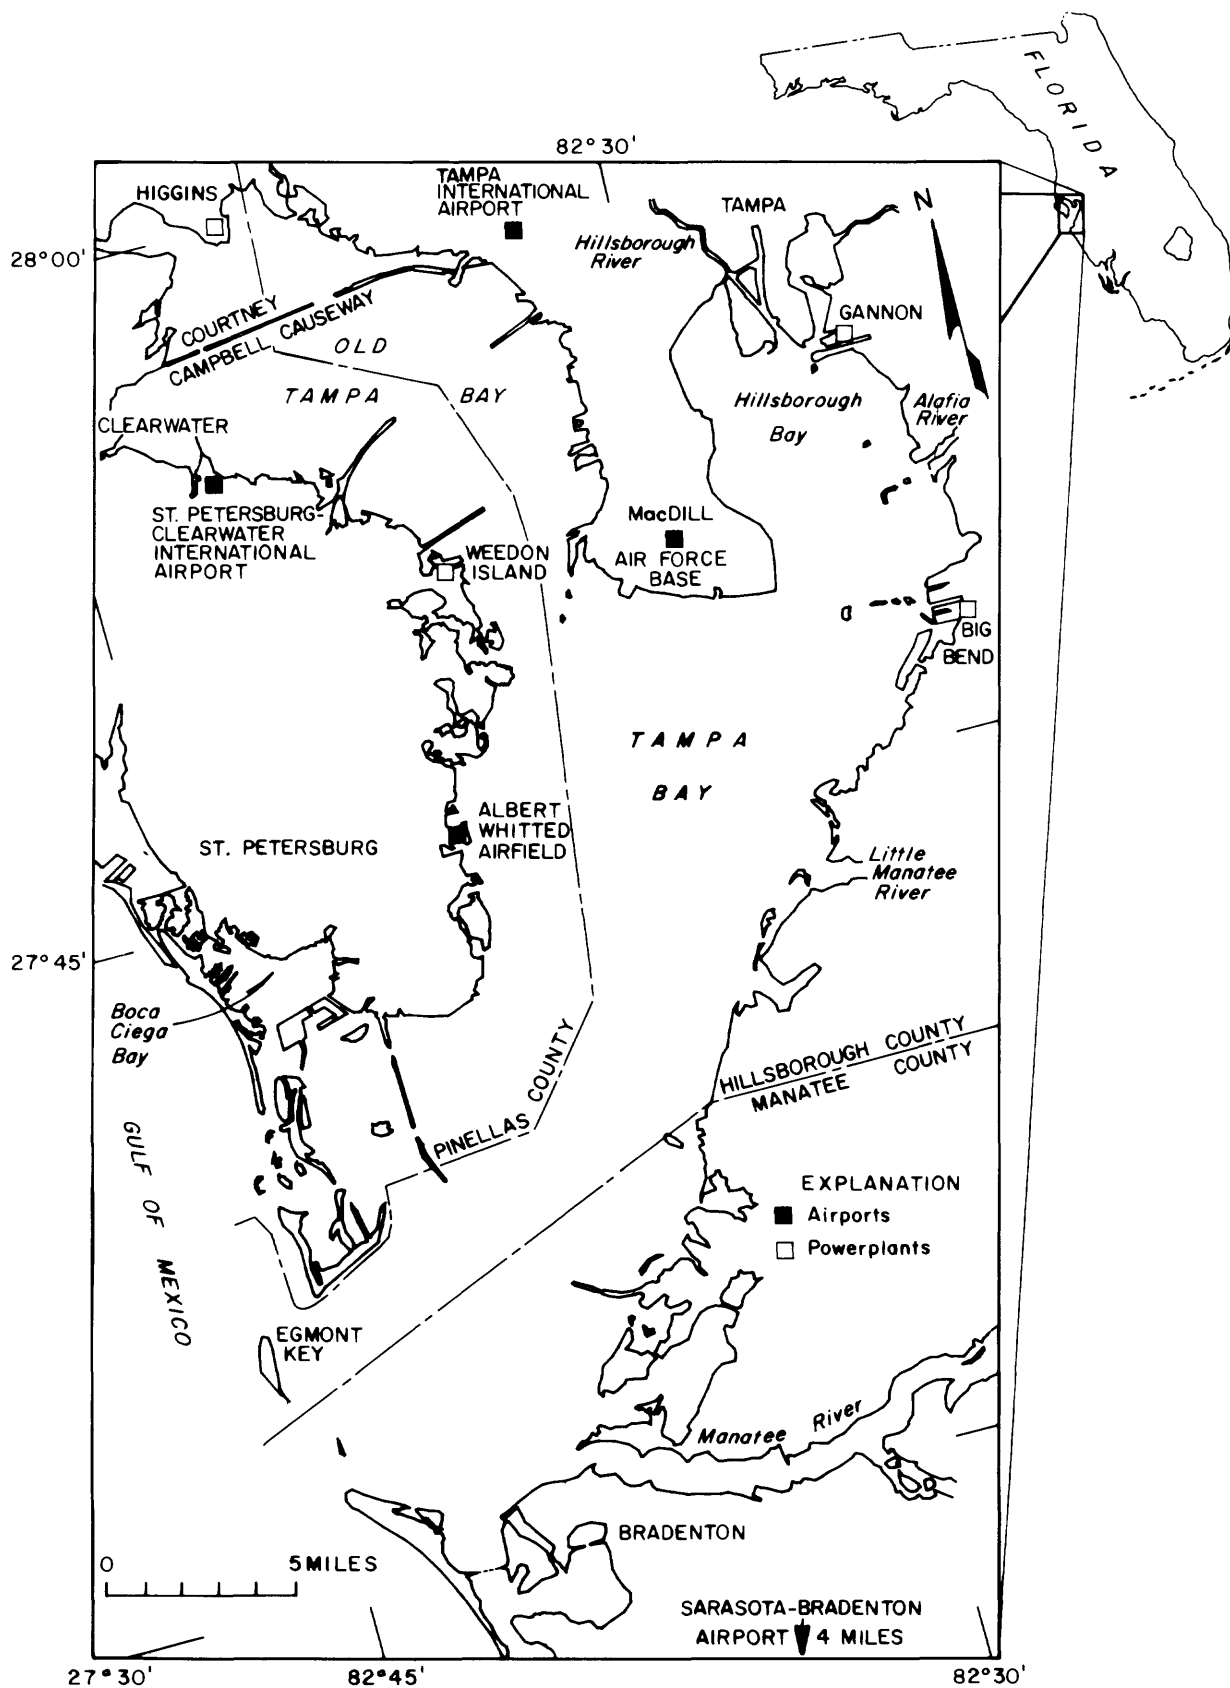 FLORIDA
82°30'
HIGGINS
TAMPA
INTERNATIONAL
AIRPORT
TAMPA
N
Hillsborough
River
28°00'
COURTNEY
CAMPBELL CAUSEWAY
GANNON
OLD
TAMPA BAY
Hillsborough
Bay
Alafia
River
CLEARWATER
ST. PETERSBURG-
CLEARWATER
INTERNATIONAL
AIRPORT
MacDILL
AIR FORCE
BASE
WEEDON
ISLAND
BIG
BEND
TAMPA
BAY
ALBERT
WHITTED
AIRFIELD
ST. PETERSBURG
Little
Manatee
River
27°45'
Boca
Ciega
Bay
PINELLAS COUNTY
HILLSBOROUGH COUNTY
MANATEE COUNTY
GULF OF MEXICO
EXPLANATION
Airports
Powerplants
EGMONT
KEY
Manatee River
BRADENTON
0 5 MILES
SARASOTA-BRADENTON
AIRPORT 4 MILES
27°30' 82°45' 82°30'